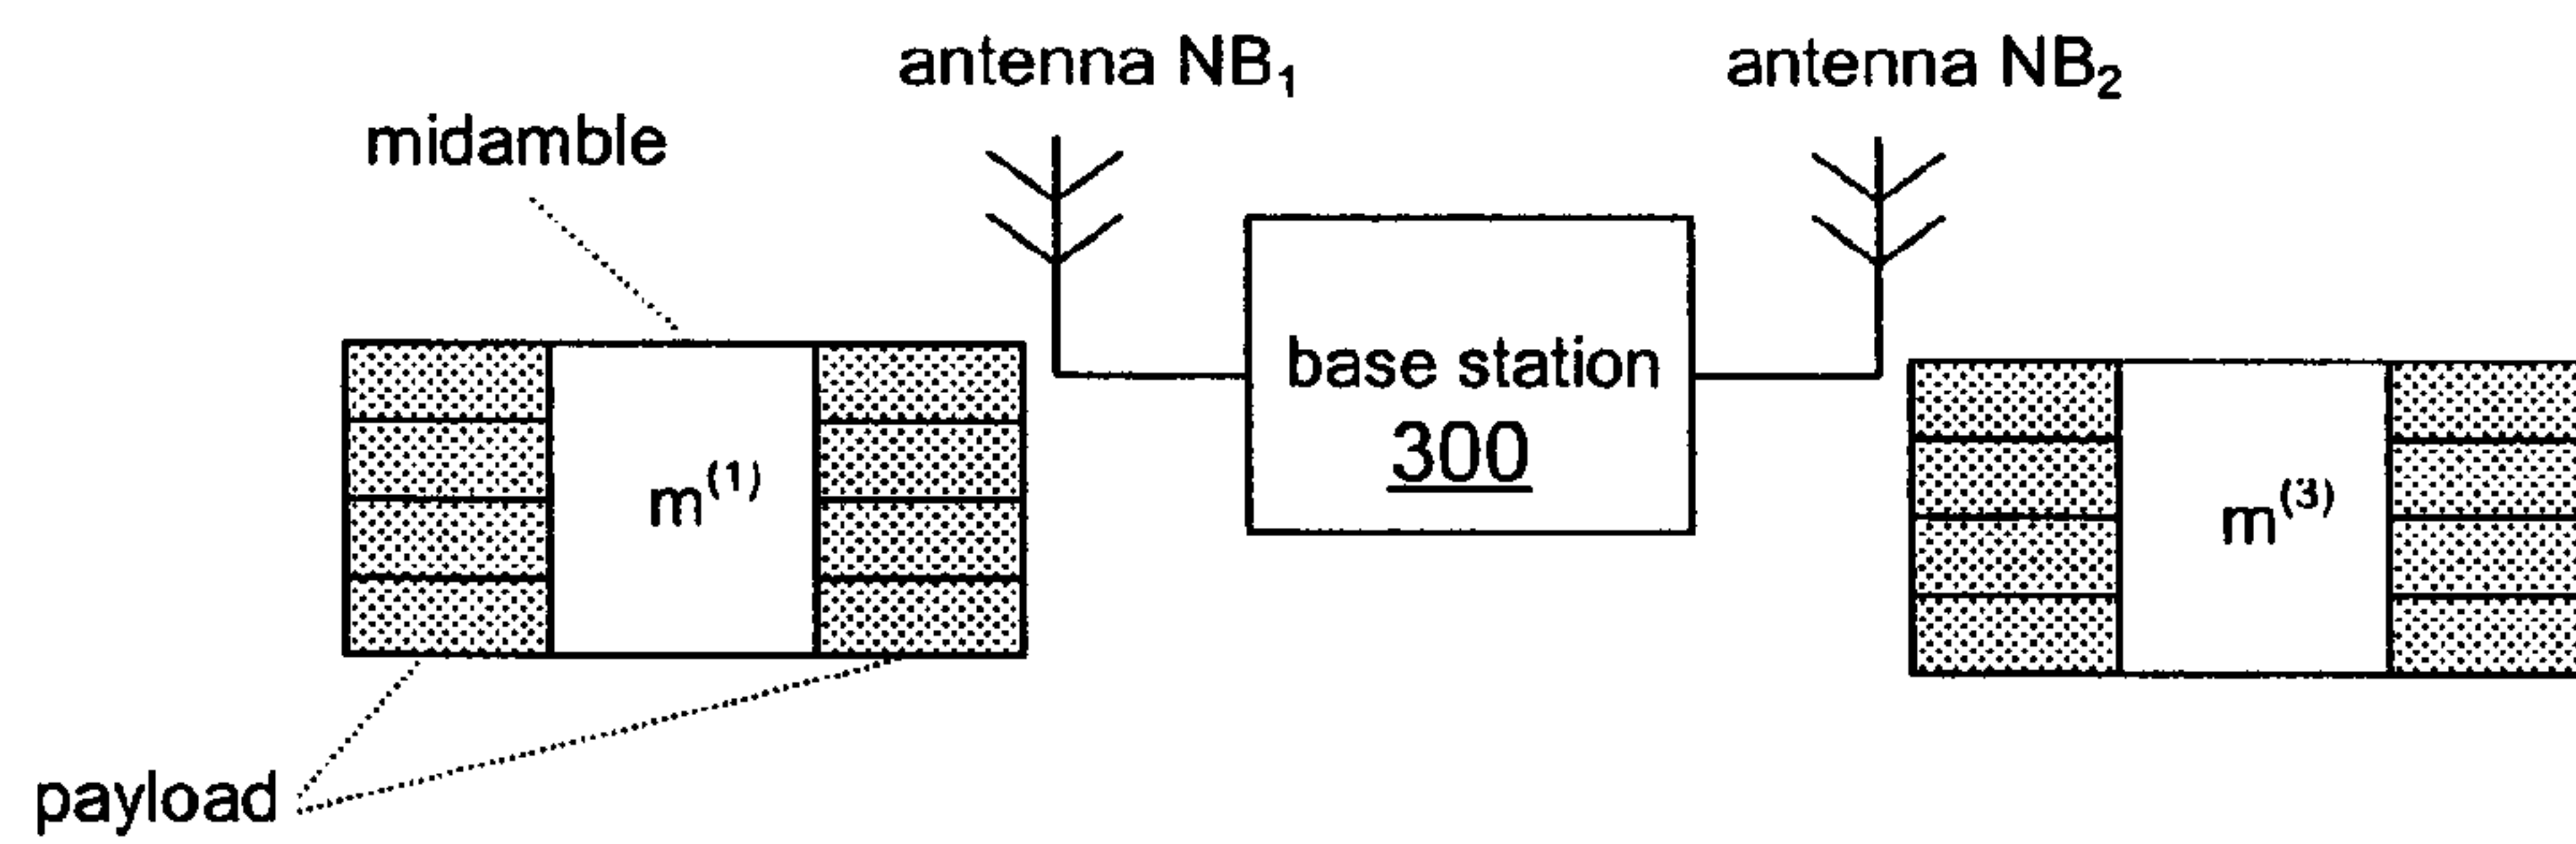 antenna NB₁
antenna NB₂
midamble
base station
300
m⁽¹⁾
m⁽³⁾
payload